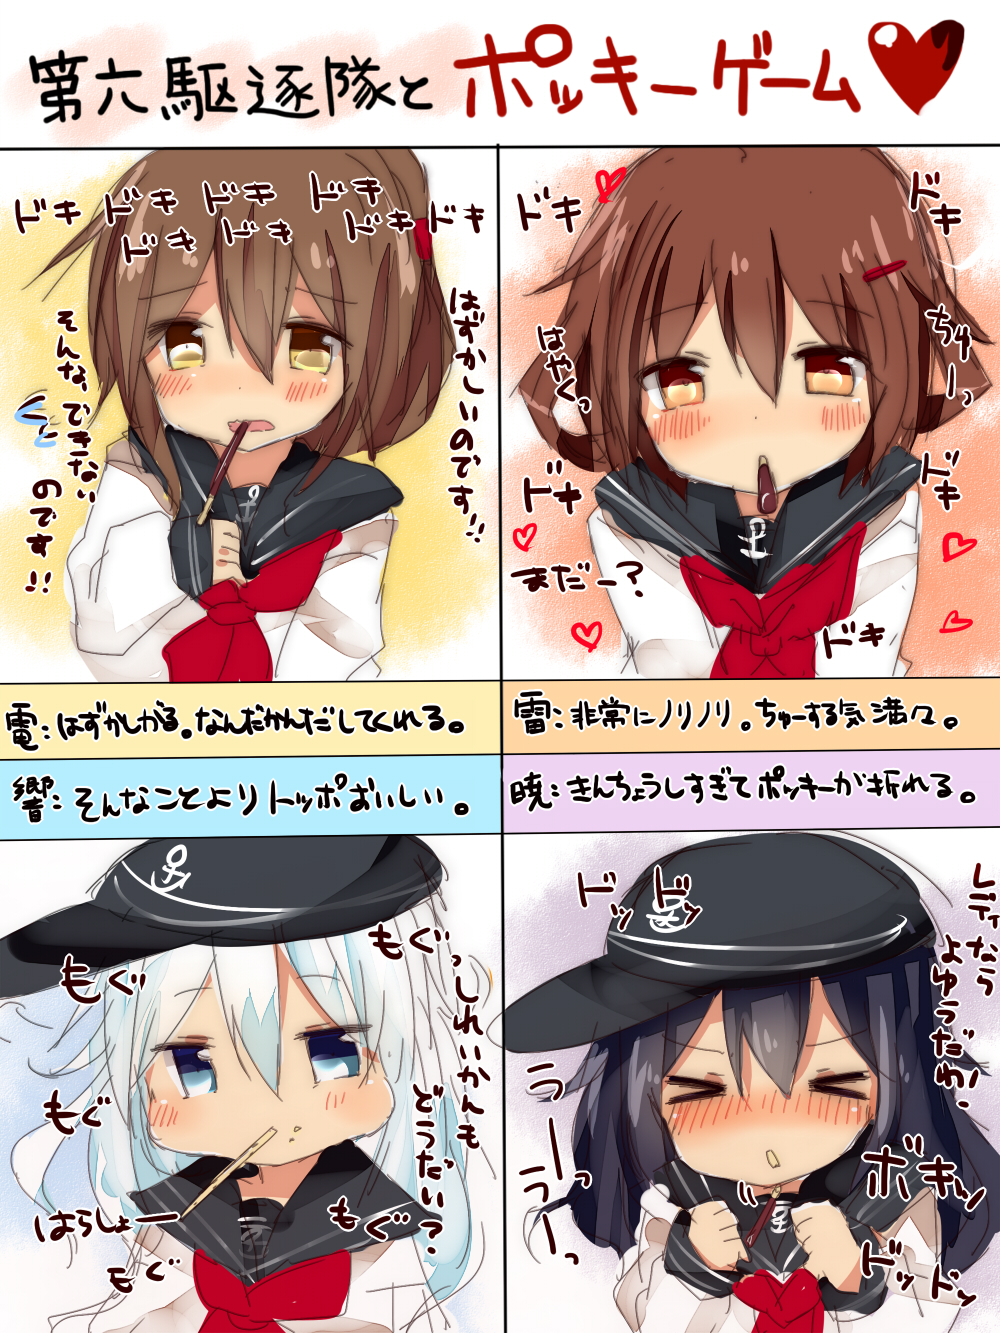 第六駆逐隊とポッキーゲーム
ドキ
ドキ
ドキ
ドキ
ドキ
ドキ
ドキ
ドキ
はずかしいのです!!
そんな、できない
のです!!
ドキ
ドキ
はやくっ
ちゅーっ
ドキ
ドキ
まだー?
ドキ
電:はずかしがる。なんだかんだしてくれる。
雷:非常にノリノリ。ちゅーする気満々。
響:そんなことよりトッポおいしい。
暁:きんちょうしすぎてポッキーが折れる。
もぐ
もぐ
もぐ
もぐ
もぐ
しれいかんも
どうだい?
はらしょー
レディなら
よゆうだわ
ドッ
ドッ
うーっ
うーっ
ボキッ
ドッドッ